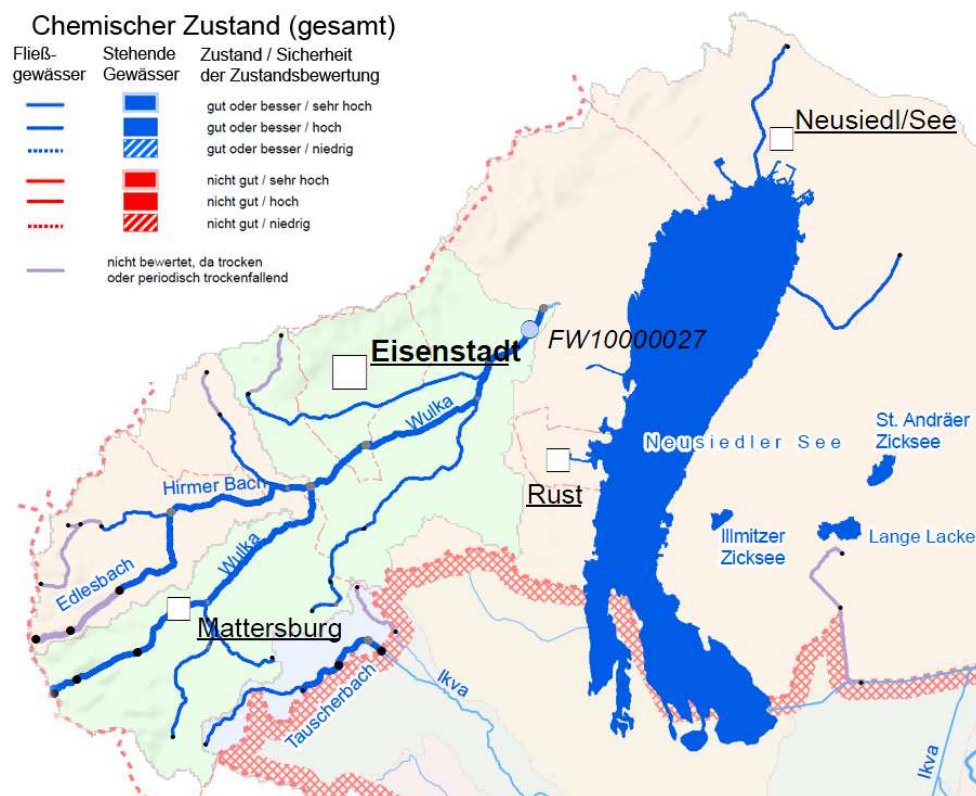 Chemischer Zustand (gesamt)
Fließ-
gewässer
Stehende
Gewässer
Zustand / Sicherheit
der Zustandsbewertung
gut oder besser / sehr hoch
gut oder besser / hoch
gut oder besser / niedrig
nicht gut / sehr hoch
nicht gut / hoch
nicht gut / niedrig
nicht bewertet, da trocken
oder periodisch trockenfallend
Neusiedl/See
FW10000027
Eisenstadt
Wulka
Neusiedler See
St. Andräer
Zicksee
Hirmer Bach
Rust
Illmitzer
Zicksee
Lange Lacke
Wulka
Edlesbach
Mattersburg
Tauscherbach
Ikva
Ikva